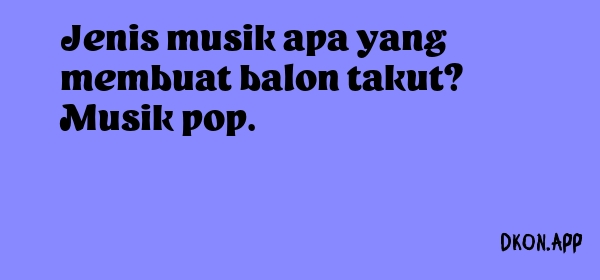 Jenis musik apa yang
membuat balon takut?
Musik pop.
DKON.APP